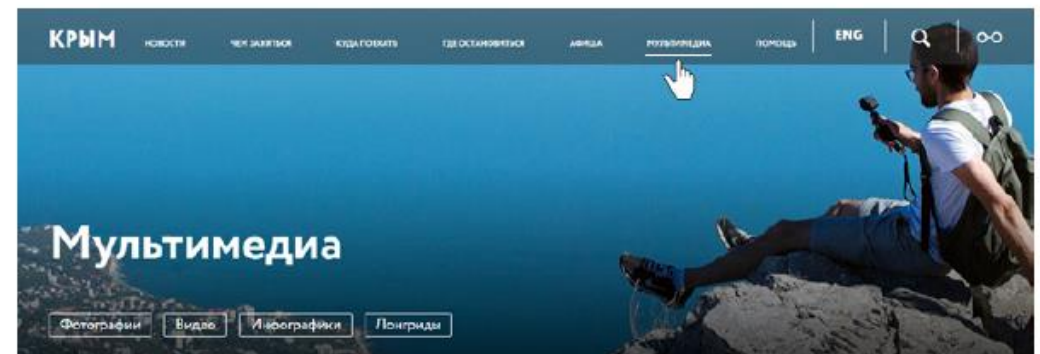 КРЫМ НОВОСТИ ЧЕМ ЗАНЯТЬСЯ КУДА ПОЕХАТЬ ГДЕ ОСТАНОВИТЬСЯ АФИША МУЛЬТИМЕДИА ПОМОЩЬ ENG
Мультимедиа
Фотографии Видео Инфографики Лонгриды